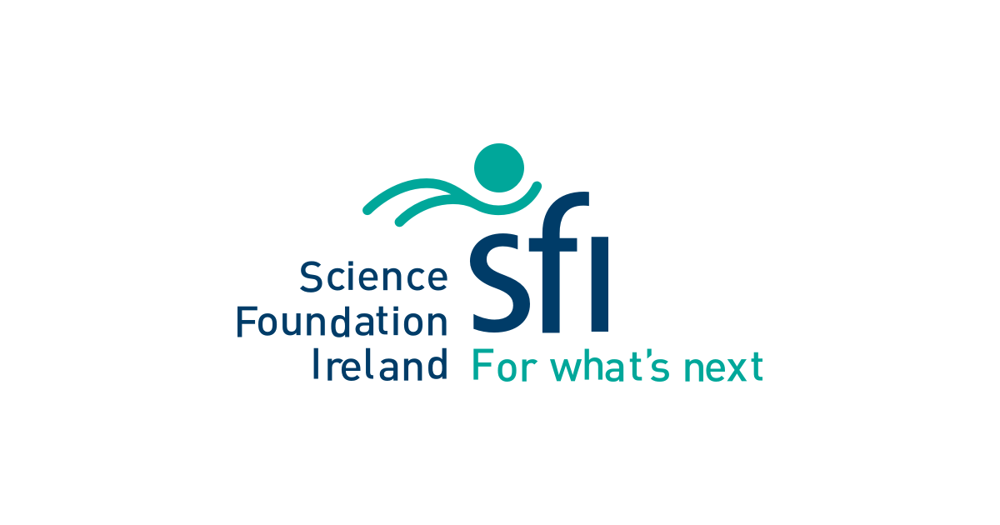 sfi
Science
Foundation
Ireland
For what's next